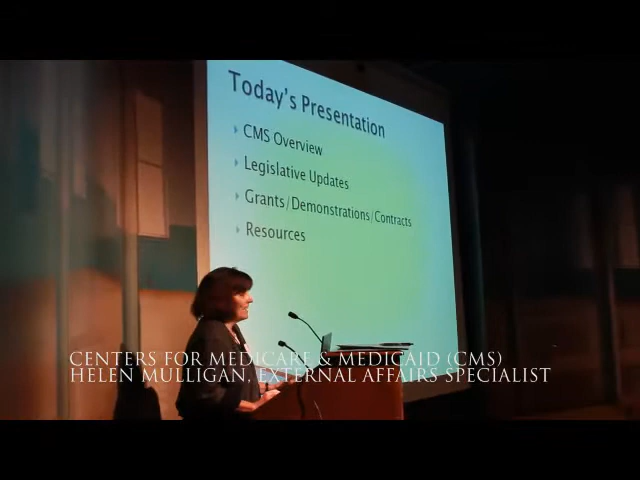 Today's Presentation
CMS Overview
Legislative Updates
Grants/Demonstrations/Contracts
Resources
CENTERS FOR MEDICARE & MEDICAID (CMS)
HELEN MULLIGAN, EXTERNAL AFFAIRS SPECIALIST